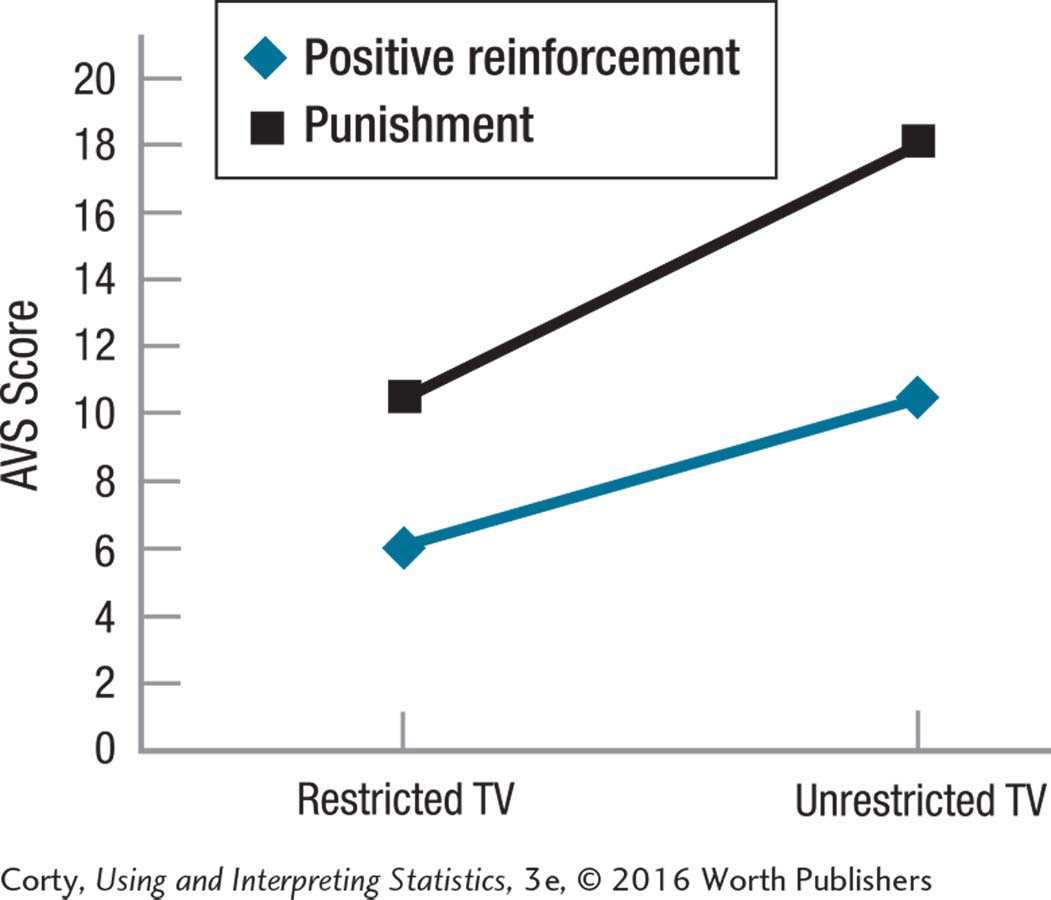 Positive reinforcement
Punishment
20
18
16
14
12
10
8
6
4
2
0
AVS Score
Restricted TV
Unrestricted TV
Corty, Using and Interpreting Statistics, 3e, © 2016 Worth Publishers